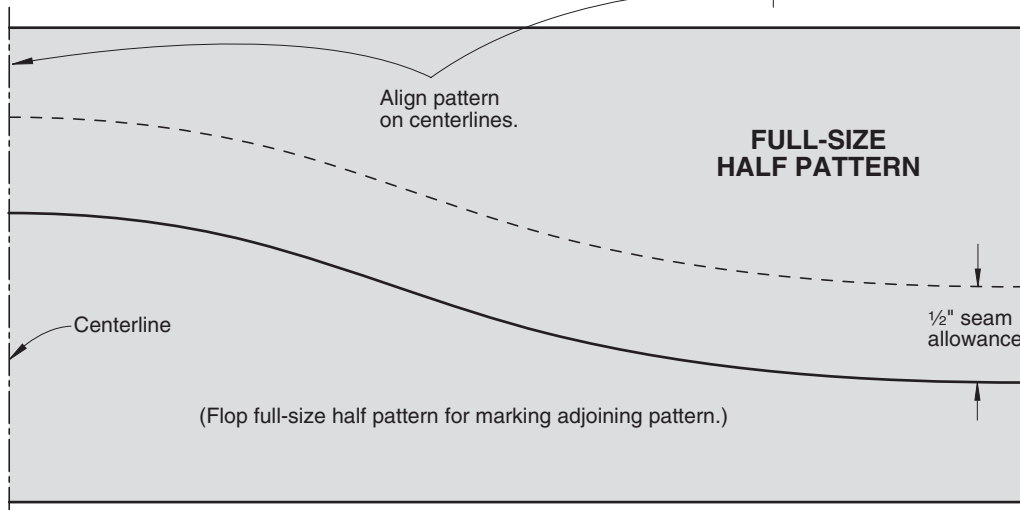 Align pattern
on centerlines.
FULL-SIZE
HALF PATTERN
Centerline
½" seam
allowance
(Flop full-size half pattern for marking adjoining pattern.)